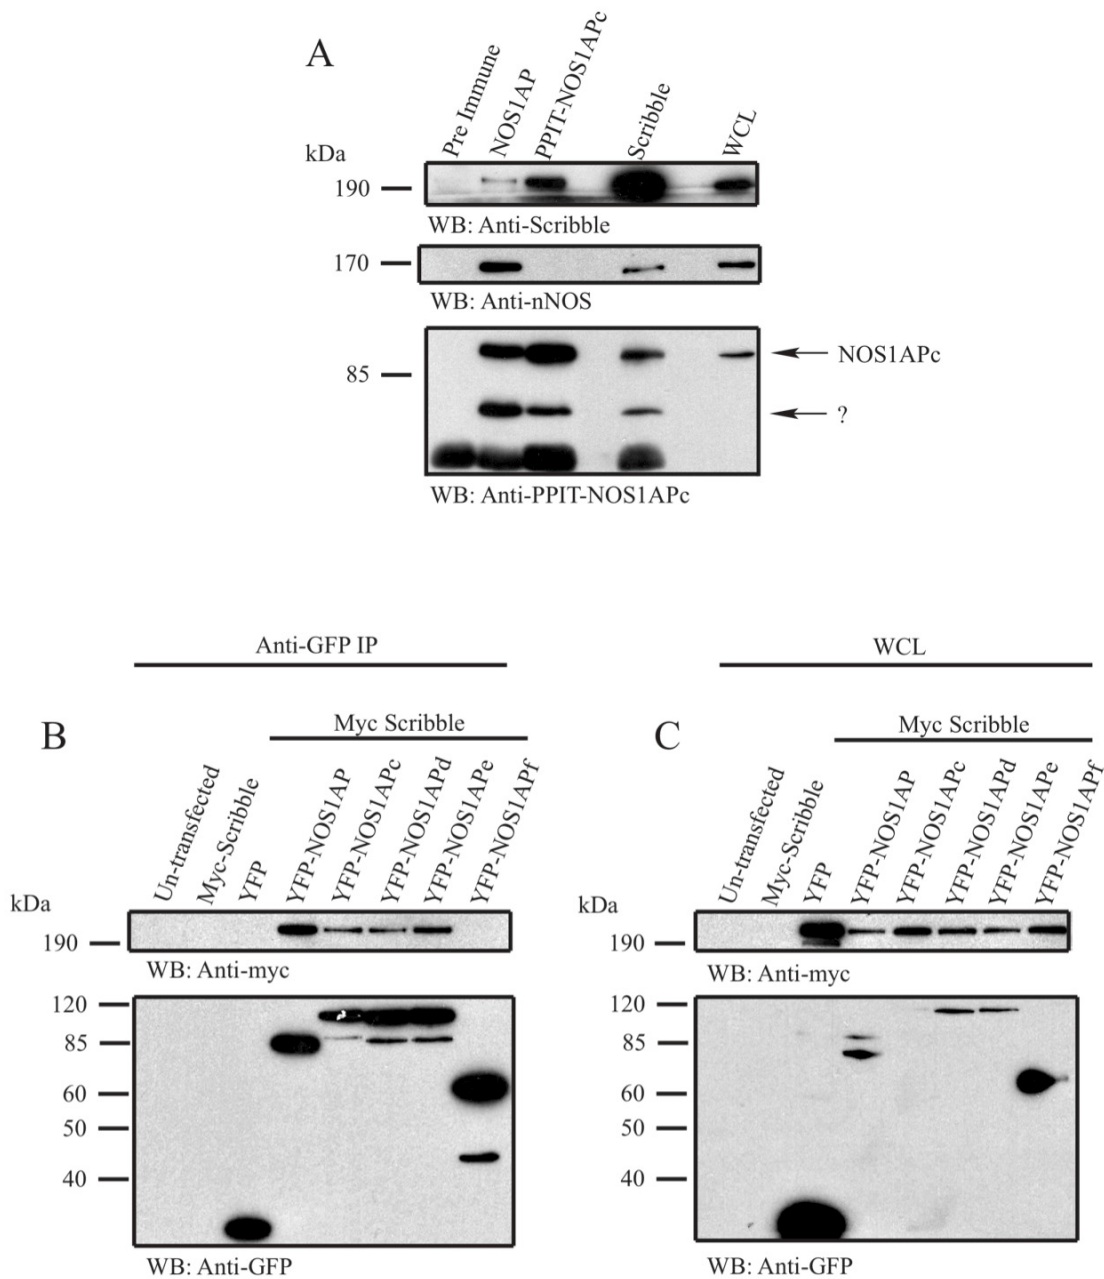 A
Pre Immune
NOS1AP
PPIT-NOS1APc
Scribble
WCL
kDa
190
WB: Anti-Scribble
170
WB: Anti-nNOS
NOS1APc
85
?
WB: Anti-PPIT-NOS1APc
Anti-GFP IP
WCL
B
Myc Scribble
C
Myc Scribble
Un-transfected
Myc-Scribble
YFP
YFP-NOS1AP
YFP-NOS1APc
YFP-NOS1APd
YFP-NOS1APe
YFP-NOS1APf
Un-transfected
Myc-Scribble
YFP
YFP-NOS1AP
YFP-NOS1APc
YFP-NOS1APd
YFP-NOS1APe
YFP-NOS1APf
kDa
190
WB: Anti-myc
120
85
60
50
40
WB: Anti-GFP
kDa
190
WB: Anti-myc
120
85
60
50
40
WB: Anti-GFP